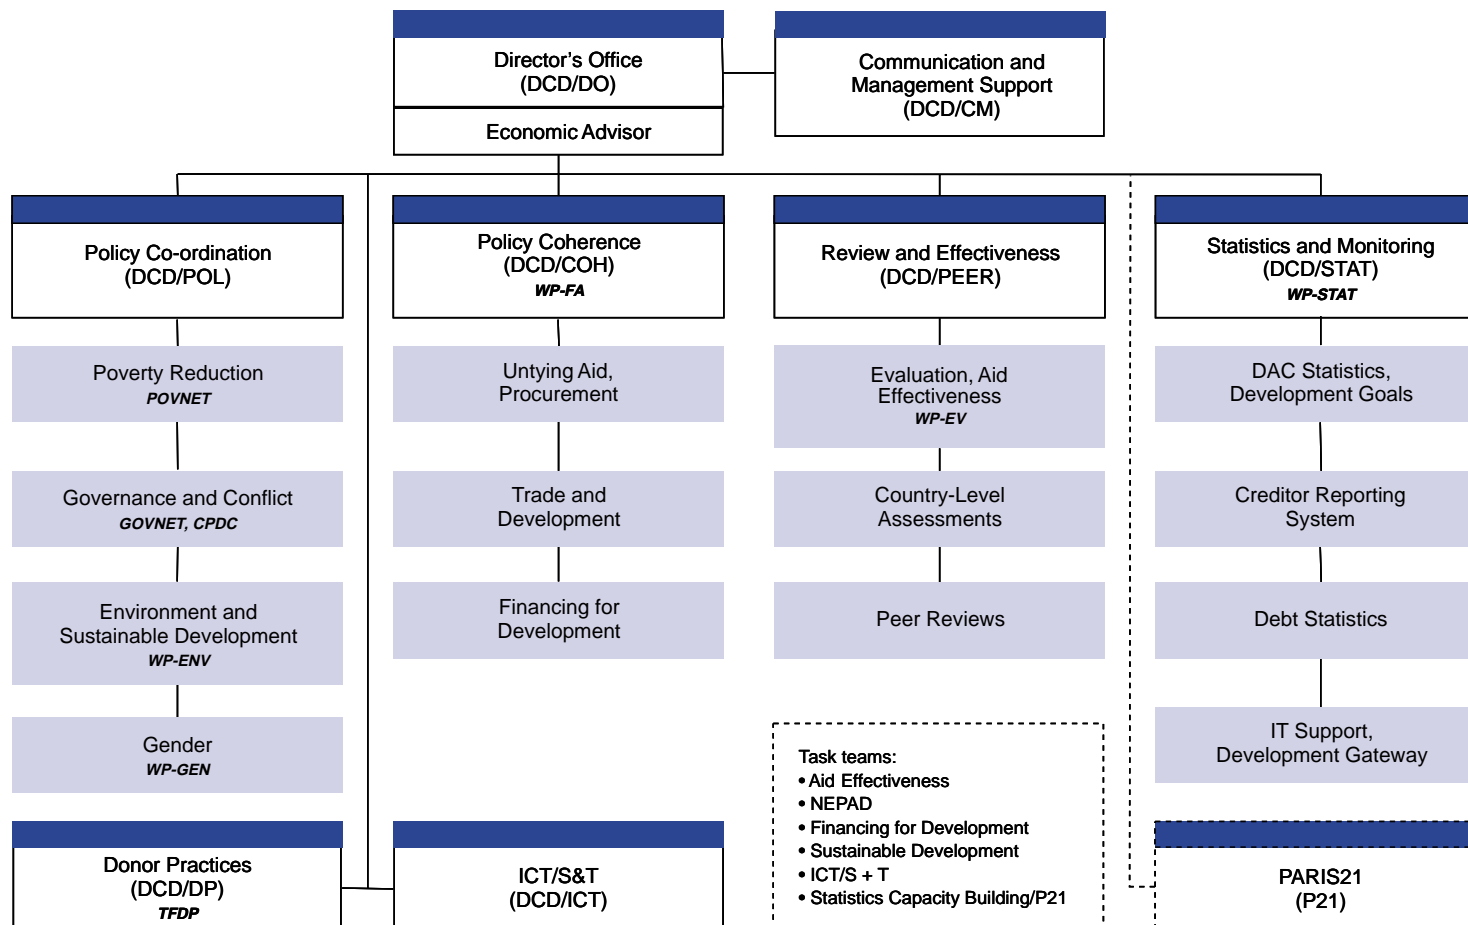 Director's Office
(DCD/DO)
Economic Advisor
Communication and
Management Support
(DCD/CM)
Policy Co-ordination
(DCD/POL)
Policy Coherence
(DCD/COH)
WP-FA
Review and Effectiveness
(DCD/PEER)
Statistics and Monitoring
(DCD/STAT)
WP-STAT
Poverty Reduction
POVNET
Untying Aid,
Procurement
Evaluation, Aid
Effectiveness
WP-EV
DAC Statistics,
Development Goals
Governance and Conflict
GOVNET, CPDC
Trade and
Development
Country-Level
Assessments
Creditor Reporting
System
Environment and
Sustainable Development
WP-ENV
Financing for
Development
Peer Reviews
Debt Statistics
Gender
WP-GEN
Task teams:
• Aid Effectiveness
• NEPAD
• Financing for Development
• Sustainable Development
• ICT/S + T
• Statistics Capacity Building/P21
IT Support,
Development Gateway
Donor Practices
(DCD/DP)
TFDP
ICT/S&T
(DCD/ICT)
PARIS21
(P21)